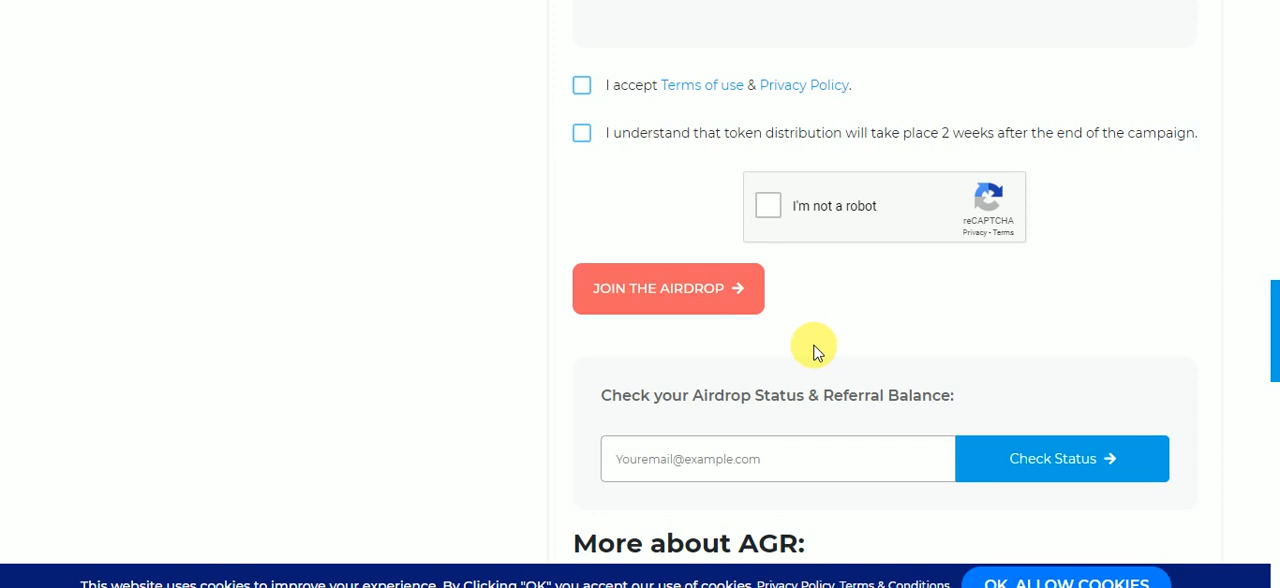 I accept Terms of use & Privacy Policy.
I understand that token distribution will take place 2 weeks after the end of the campaign.
I'm not a robot
reCAPTCHA
Privacy - Terms
JOIN THE AIRDROP
Check your Airdrop Status & Referral Balance:
Youremail@example.com
Check Status
More about AGR:
This website uses cookies to improve your experience. By Clicking "OK" you accept our use of cookies. Privacy Policy Terms & Conditions
OK, ALLOW COOKIES